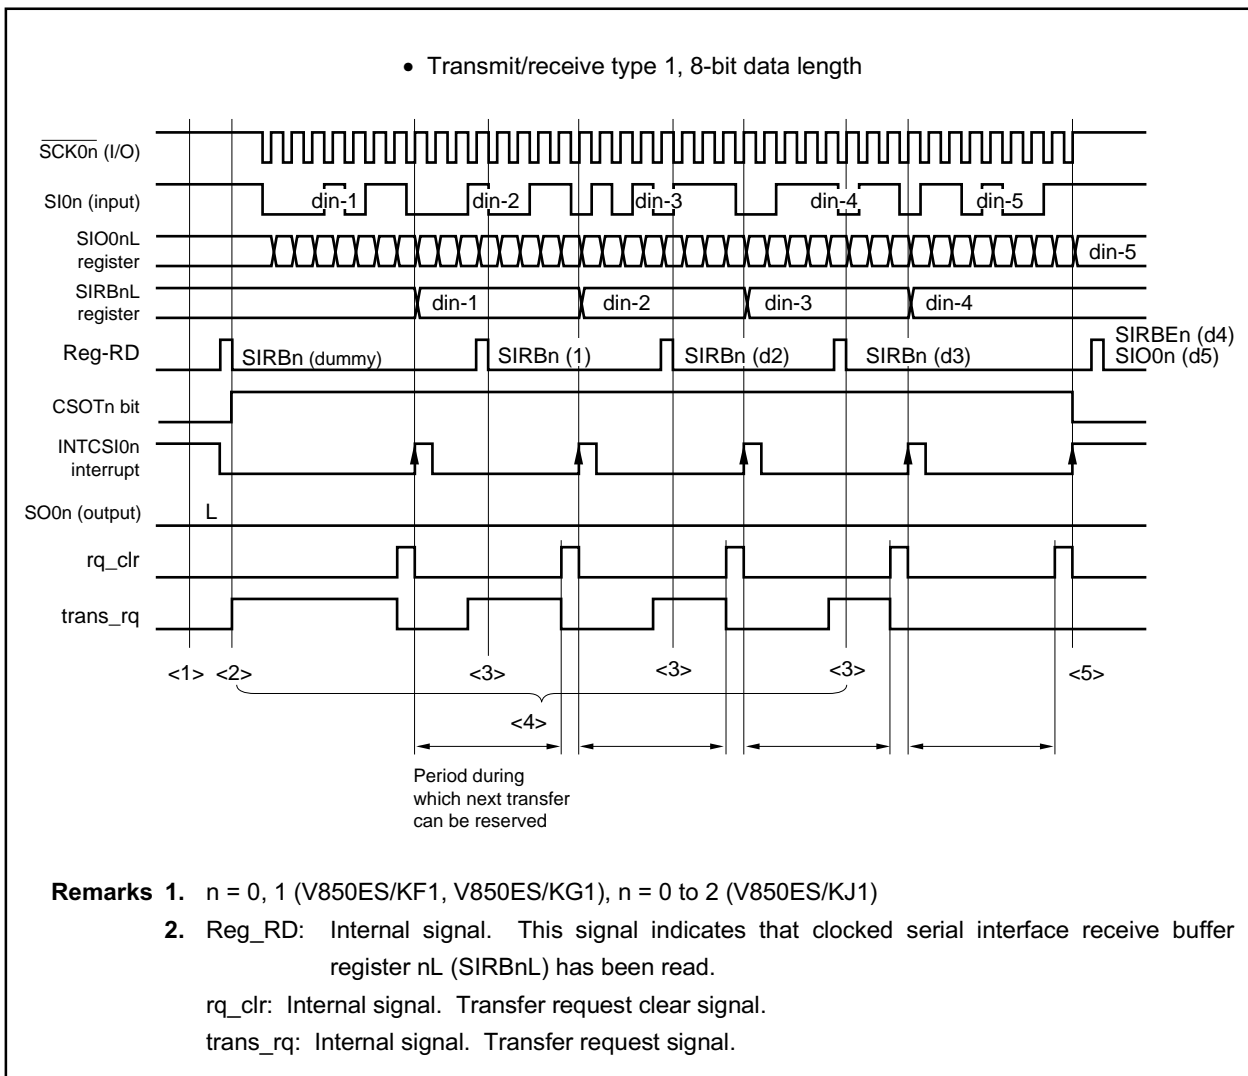 • Transmit/receive type 1, 8-bit data length
SCK0n (I/O)
SI0n (input) din-1 din-2 din-3 din-4 din-5
SIO0nL
register
din-5
SIRBnL
register
din-1 din-2 din-3 din-4
Reg-RD SIRBn (dummy) SIRBn (1) SIRBn (d2) SIRBn (d3)
SIRBEn (d4)
SIO0n (d5)
CSOTn bit
INTCSI0n
interrupt
SO0n (output) L
rq_clr
trans_rq
<1> <2> <3> <3> <3> <5>
<4>
Period during
which next transfer
can be reserved
Remarks 1. n = 0, 1 (V850ES/KF1, V850ES/KG1), n = 0 to 2 (V850ES/KJ1)
2. Reg_RD: Internal signal. This signal indicates that clocked serial interface receive buffer
register nL (SIRBnL) has been read.
rq_clr: Internal signal. Transfer request clear signal.
trans_rq: Internal signal. Transfer request signal.